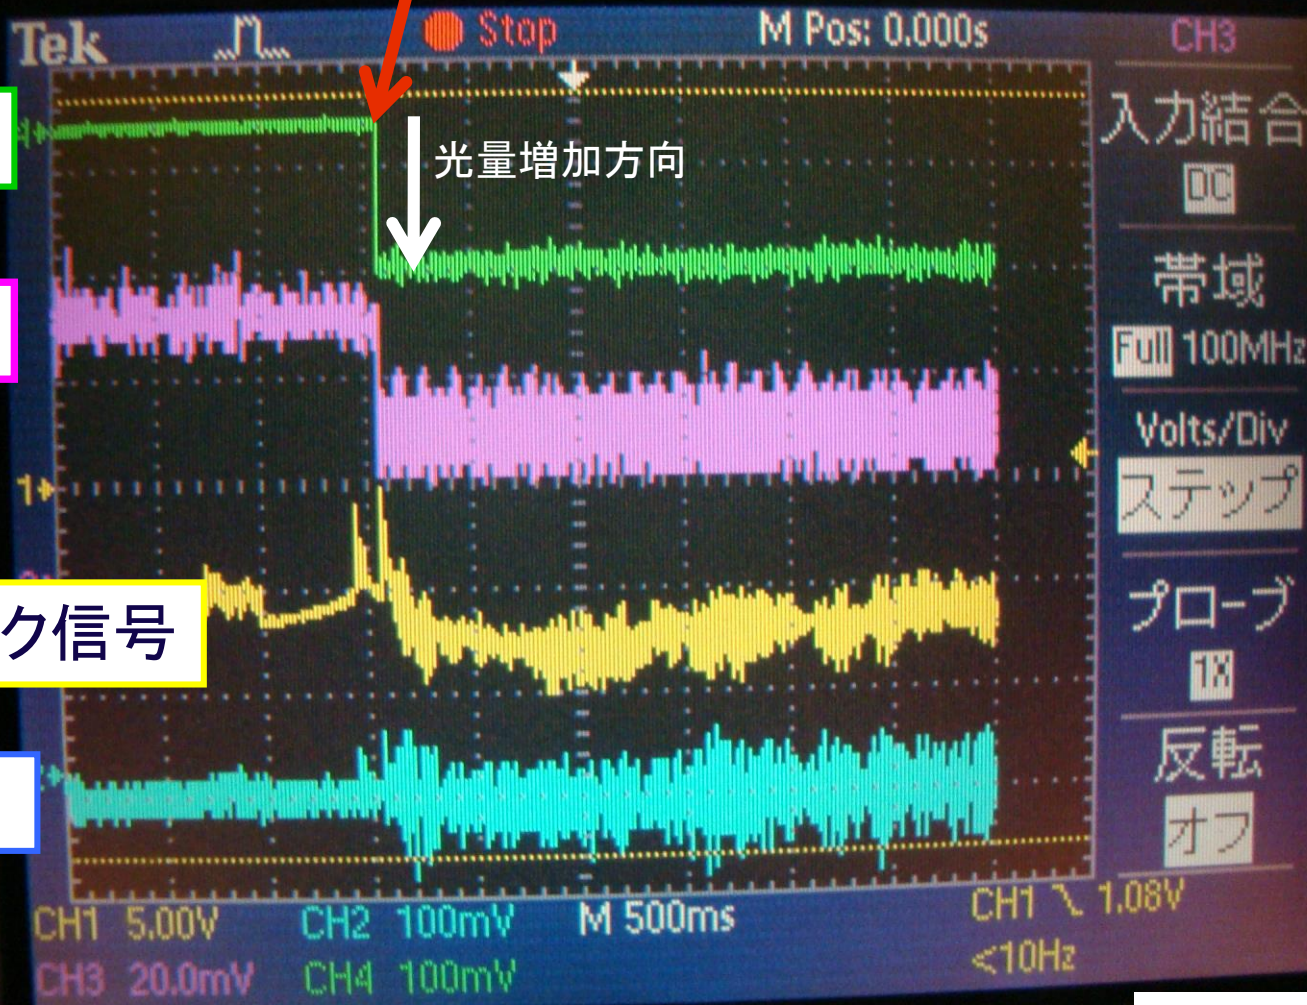 Tek
Stop
M Pos: 0.000s
CH3
入力結合
DC
光量増加方向
帯域
Full 100MHz
Volts/Div
ステップ
1
プローブ
1X
ク信号
反転
オフ
CH1 5.00V
CH2 100mV
M 500ms
CH1 \ 1.08V
CH3 20.0mV
CH4 100mV
<10Hz